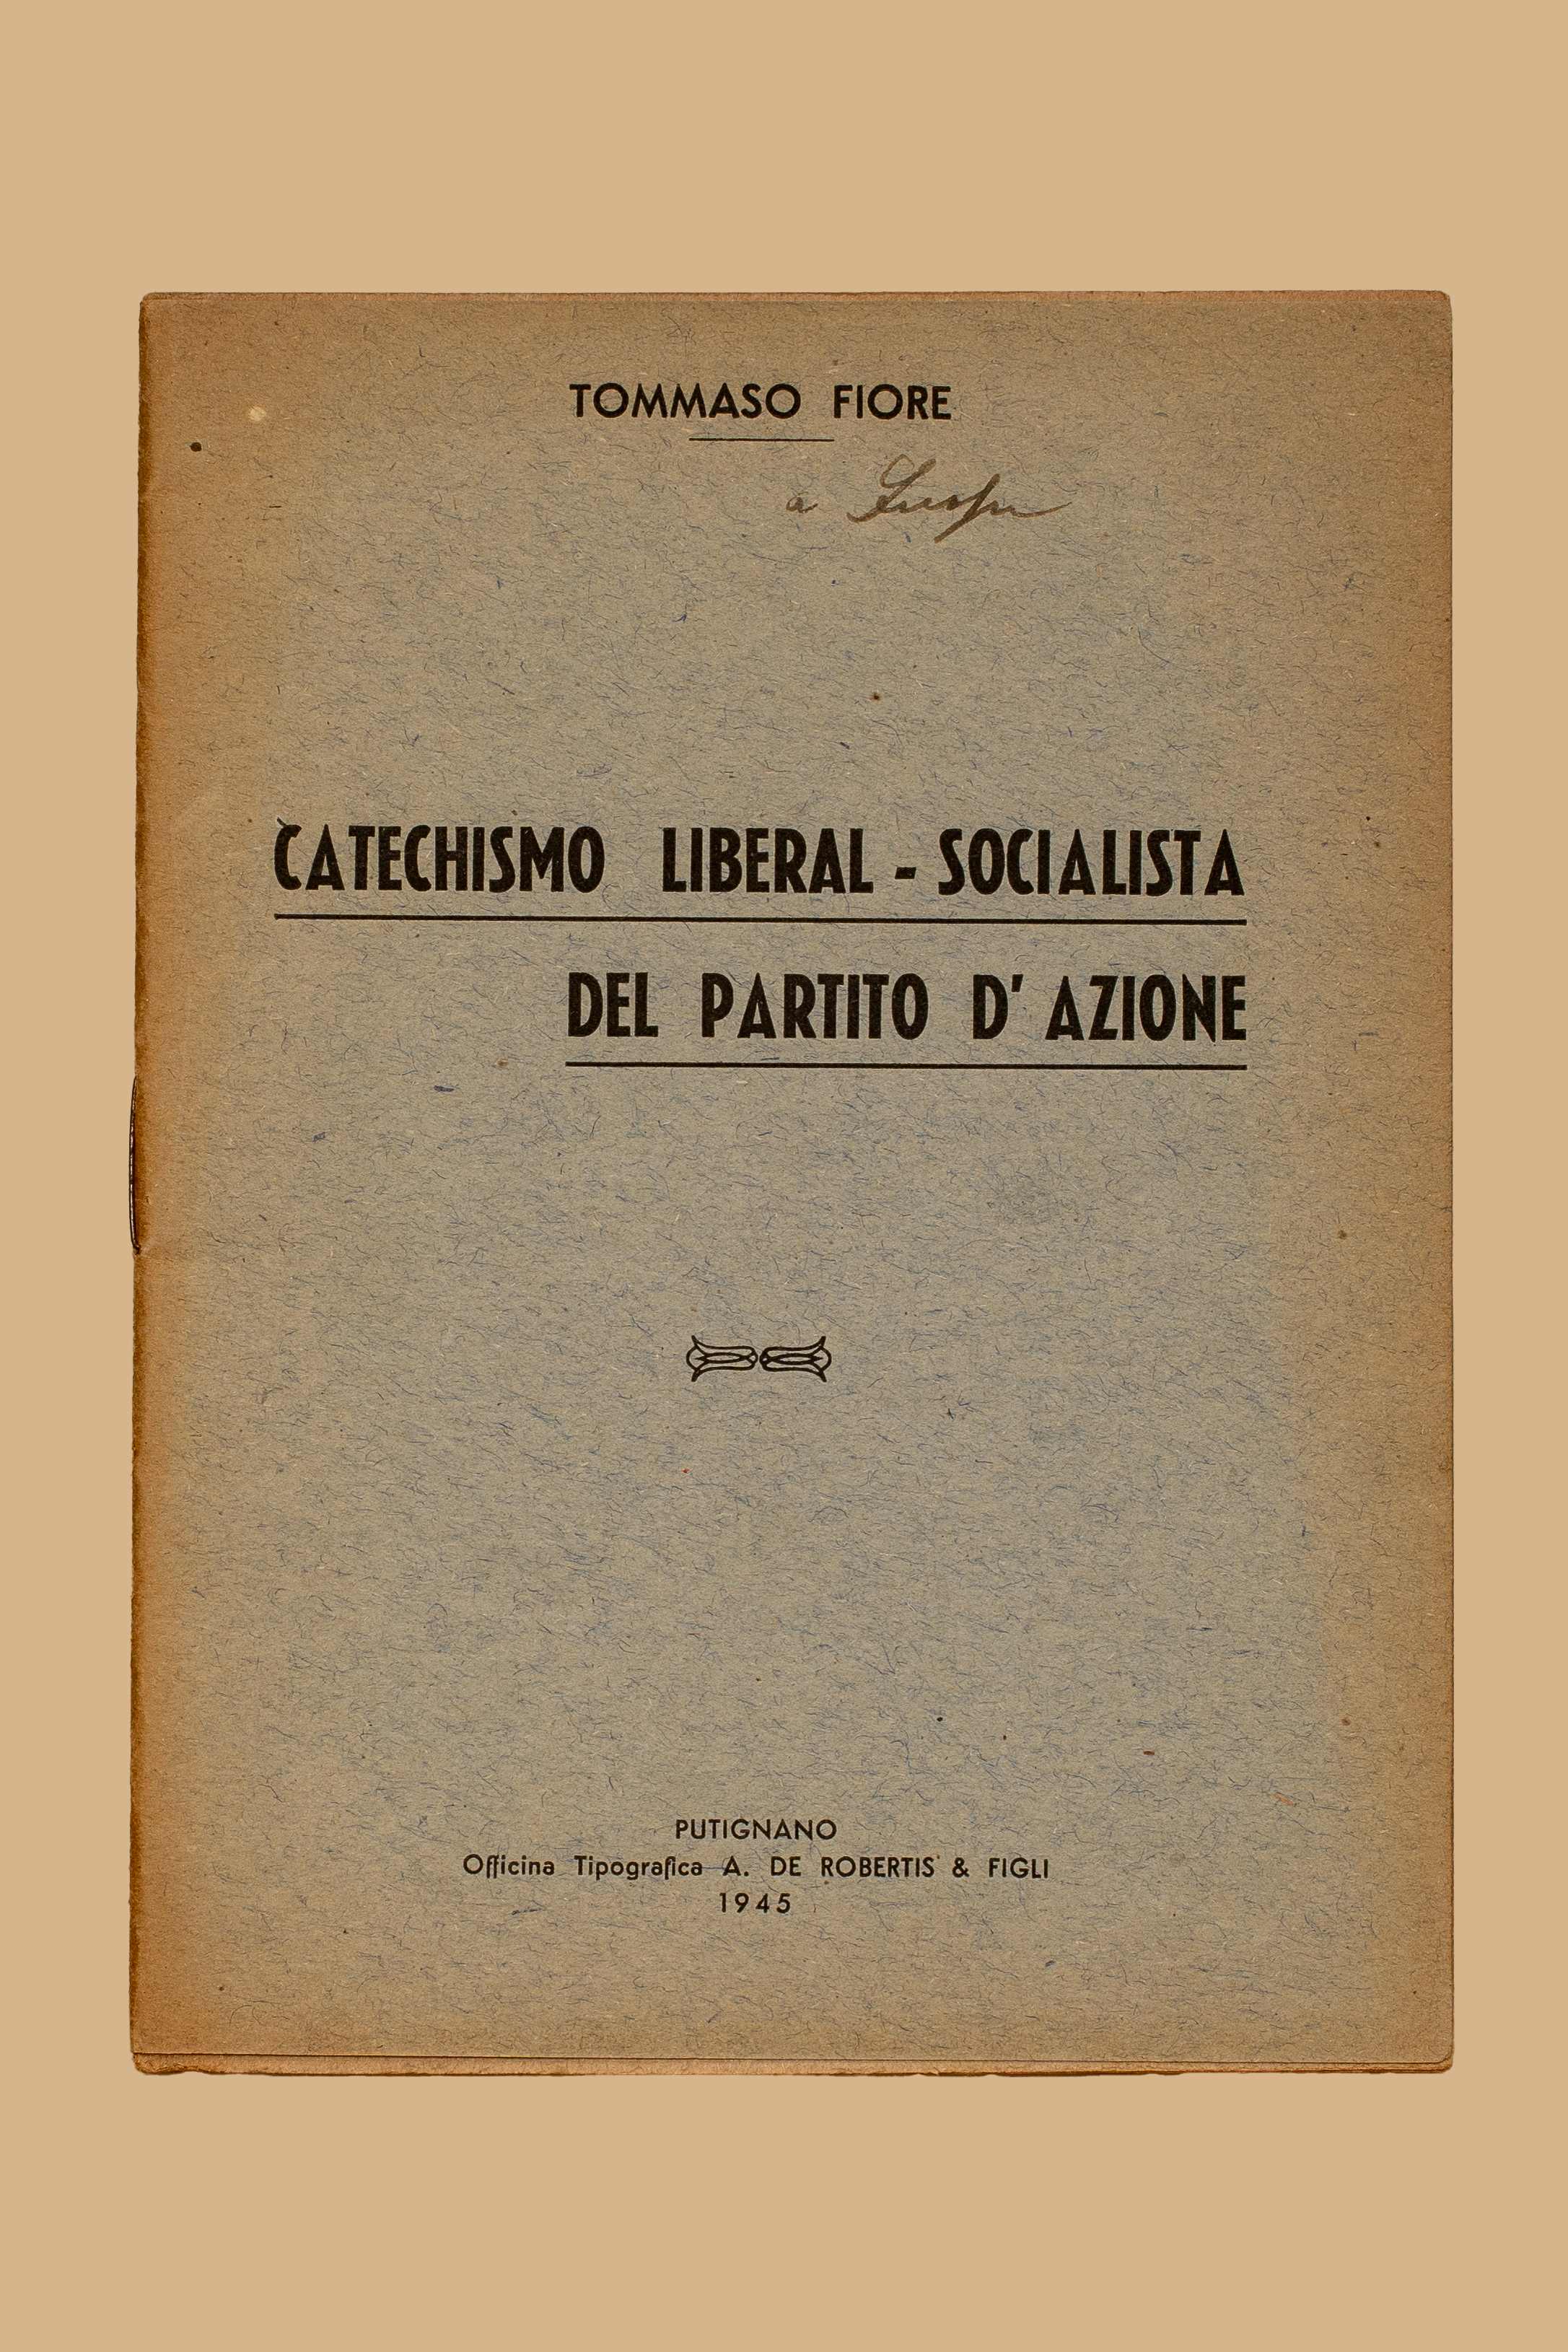 TOMMASO FIORE
a
CATECHISMO LIBERAL - SOCIALISTA
DEL PARTITO D' AZIONE
PUTIGNANO
Officina Tipografica A. DE ROBERTIS & FIGLI
1945